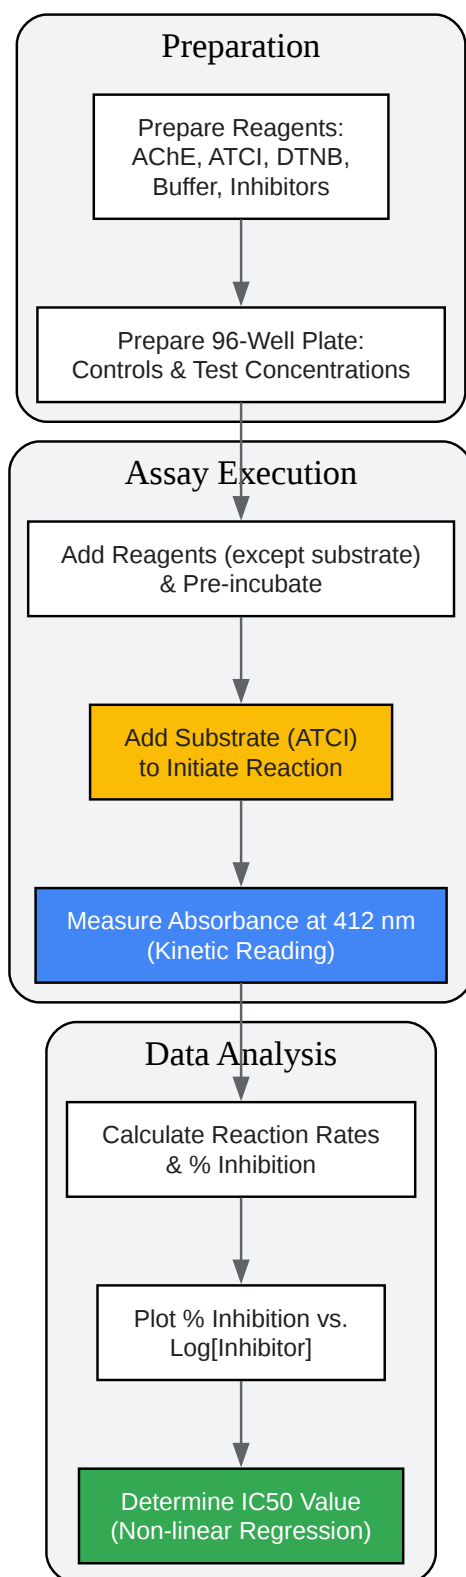 Preparation
Prepare Reagents:
AChE, ATCI, DTNB,
Buffer, Inhibitors
Prepare 96-Well Plate:
Controls & Test Concentrations
Assay Execution
Add Reagents (except substrate)
& Pre-incubate
Add Substrate (ATCI)
to Initiate Reaction
Measure Absorbance at 412 nm
(Kinetic Reading)
Data Analysis
Calculate Reaction Rates
& % Inhibition
Plot % Inhibition vs.
Log[Inhibitor]
Determine IC50 Value
(Non-linear Regression)